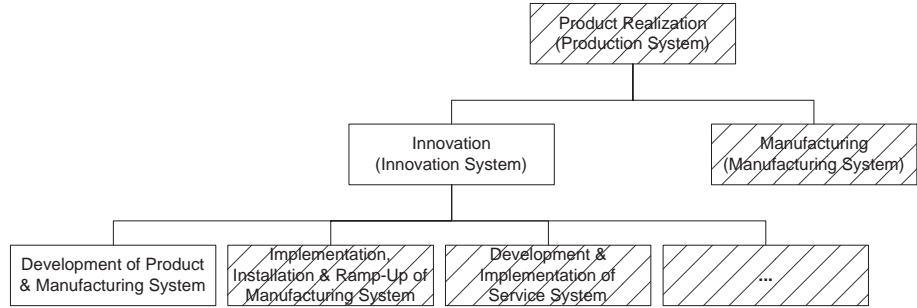 Product Realization
(Production System)
Innovation
(Innovation System)
Manufacturing
(Manufacturing System)
Development of Product
& Manufacturing System
Implementation,
Installation & Ramp-Up of
Manufacturing System
Development &
Implementation of
Service System
...